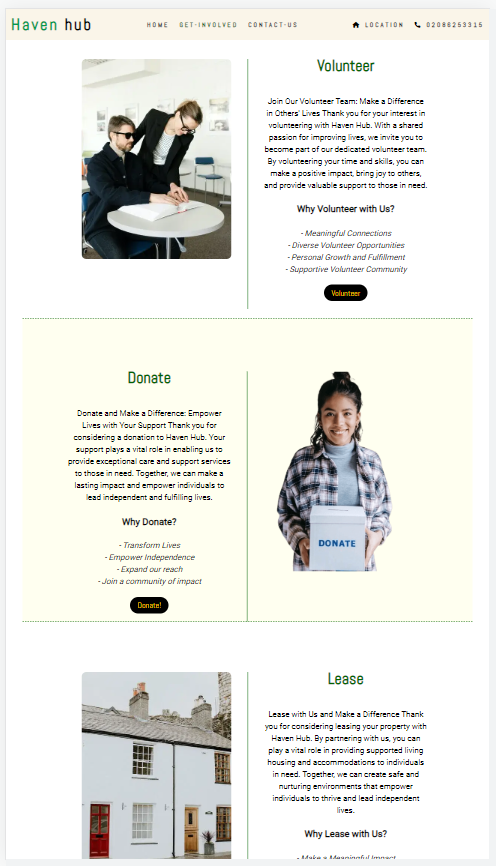 Haven hub
HOME GET-INVOLVED CONTACT-US
LOCATION 02086253315
Volunteer
Join Our Volunteer Team: Make a Difference
in Others' Lives Thank you for your interest in
volunteering with Haven Hub. With a shared
passion for improving lives, we invite you to
become part of our dedicated volunteer team.
By volunteering your time and skills, you can
make a positive impact, bring joy to others,
and provide valuable support to those in need.
Why Volunteer with Us?
- Meaningful Connections
- Diverse Volunteer Opportunities
- Personal Growth and Fulfillment
- Supportive Volunteer Community
Volunteer
Donate
Donate and Make a Difference: Empower
Lives with Your Support Thank you for
considering a donation to Haven Hub. Your
support plays a vital role in enabling us to
provide exceptional care and support services
to those in need. Together, we can make a
lasting impact and empower individuals to
lead independent and fulfilling lives.
Why Donate?
- Transform Lives
- Empower Independence
- Expand our reach
- Join a community of impact
Donate!
DONATE
Lease
Lease with Us and Make a Difference Thank
you for considering leasing your property with
Haven Hub. By partnering with us, you can
play a vital role in providing supported living
housing and accommodations to individuals
in need. Together, we can create safe and
nurturing environments that empower
individuals to thrive and lead independent
lives.
Why Lease with Us?
- Make a Meaningful Impact